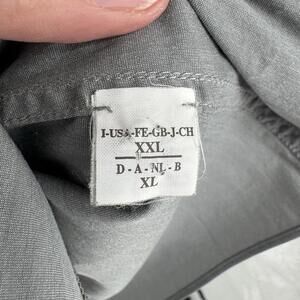 I-USA-FE-GB-J-CH
XXL
D - A - NL - B
XL